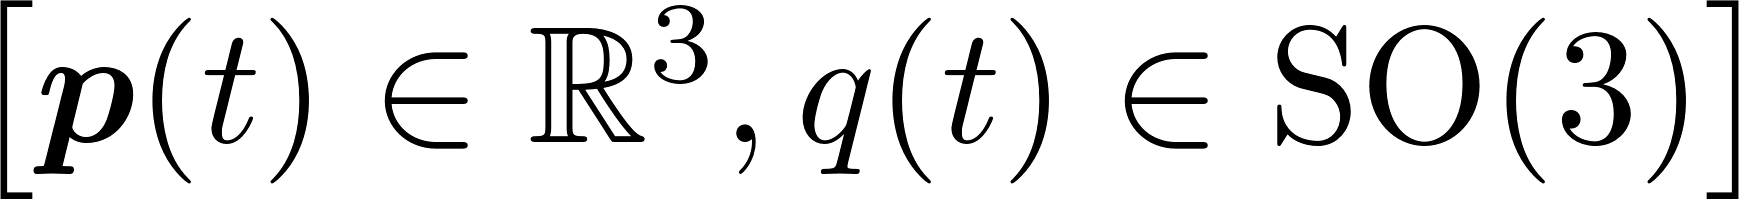 [𝒑(t) ∈ ℝ³, q(t) ∈ SO(3)]